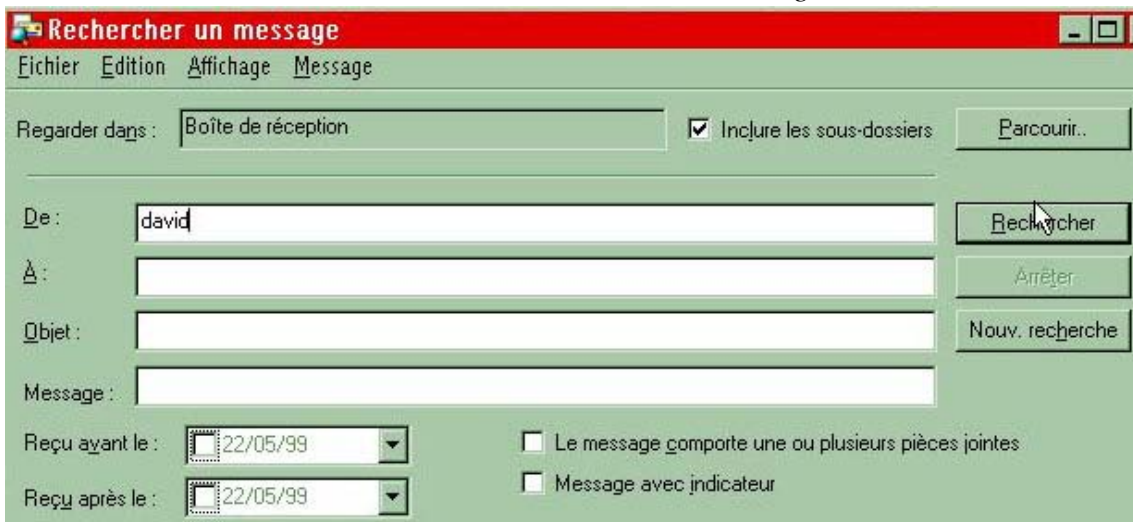 Rechercher un message
Fichier Edition Affichage Message
Regarder dans : Boîte de réception Inclure les sous-dossiers Parcourir..
De : david Rechercher
À : Arrêter
Objet : Nouv. recherche
Message :
Reçu avant le : 22/05/99 Le message comporte une ou plusieurs pièces jointes
Reçu après le : 22/05/99 Message avec indicateur